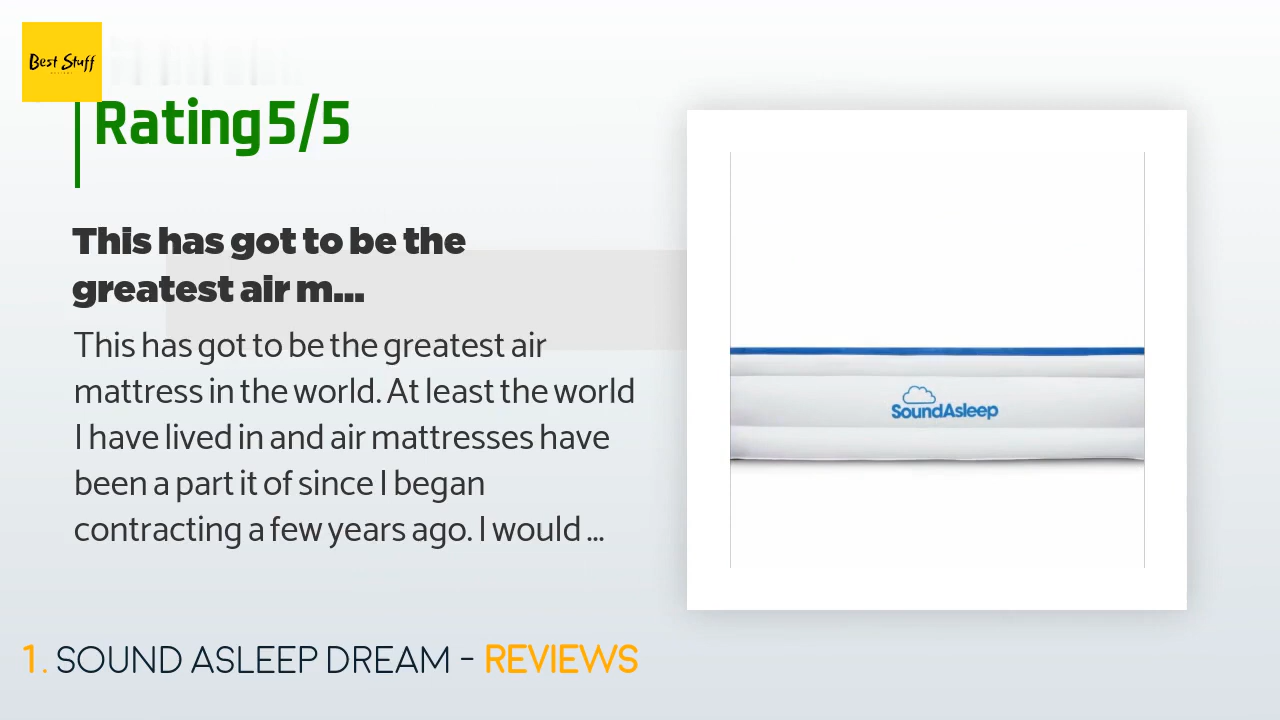 Best Stuff
Rating 5/5
This has got to be the
greatest air m...
This has got to be the greatest air
mattress in the world. At least the world
I have lived in and air mattresses have
been a part it of since I began
contracting a few years ago. I would ...
SoundAsleep
1. SOUND ASLEEP DREAM - REVIEWS